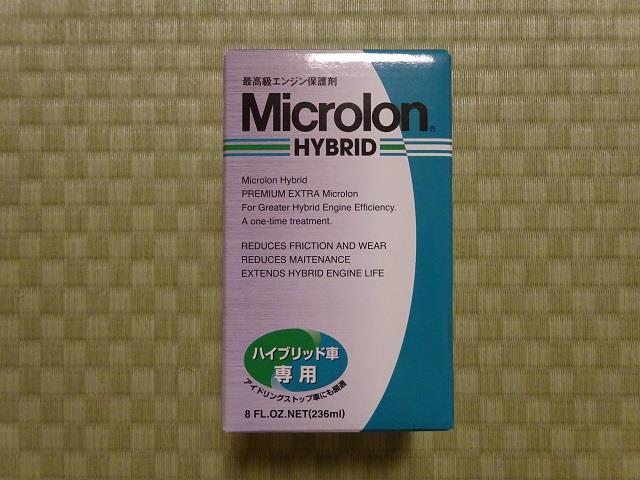 最高級エンジン保護剤
Microlon®
HYBRID
Microlon Hybrid
PREMIUM EXTRA Microlon
For Greater Hybrid Engine Efficiency.
A one-time treatment.
REDUCES FRICTION AND WEAR
REDUCES MAITENANCE
EXTENDS HYBRID ENGINE LIFE
ハイブリッド車
専用
アイドリングストップ車にも最適
8 FL.OZ.NET(236ml)